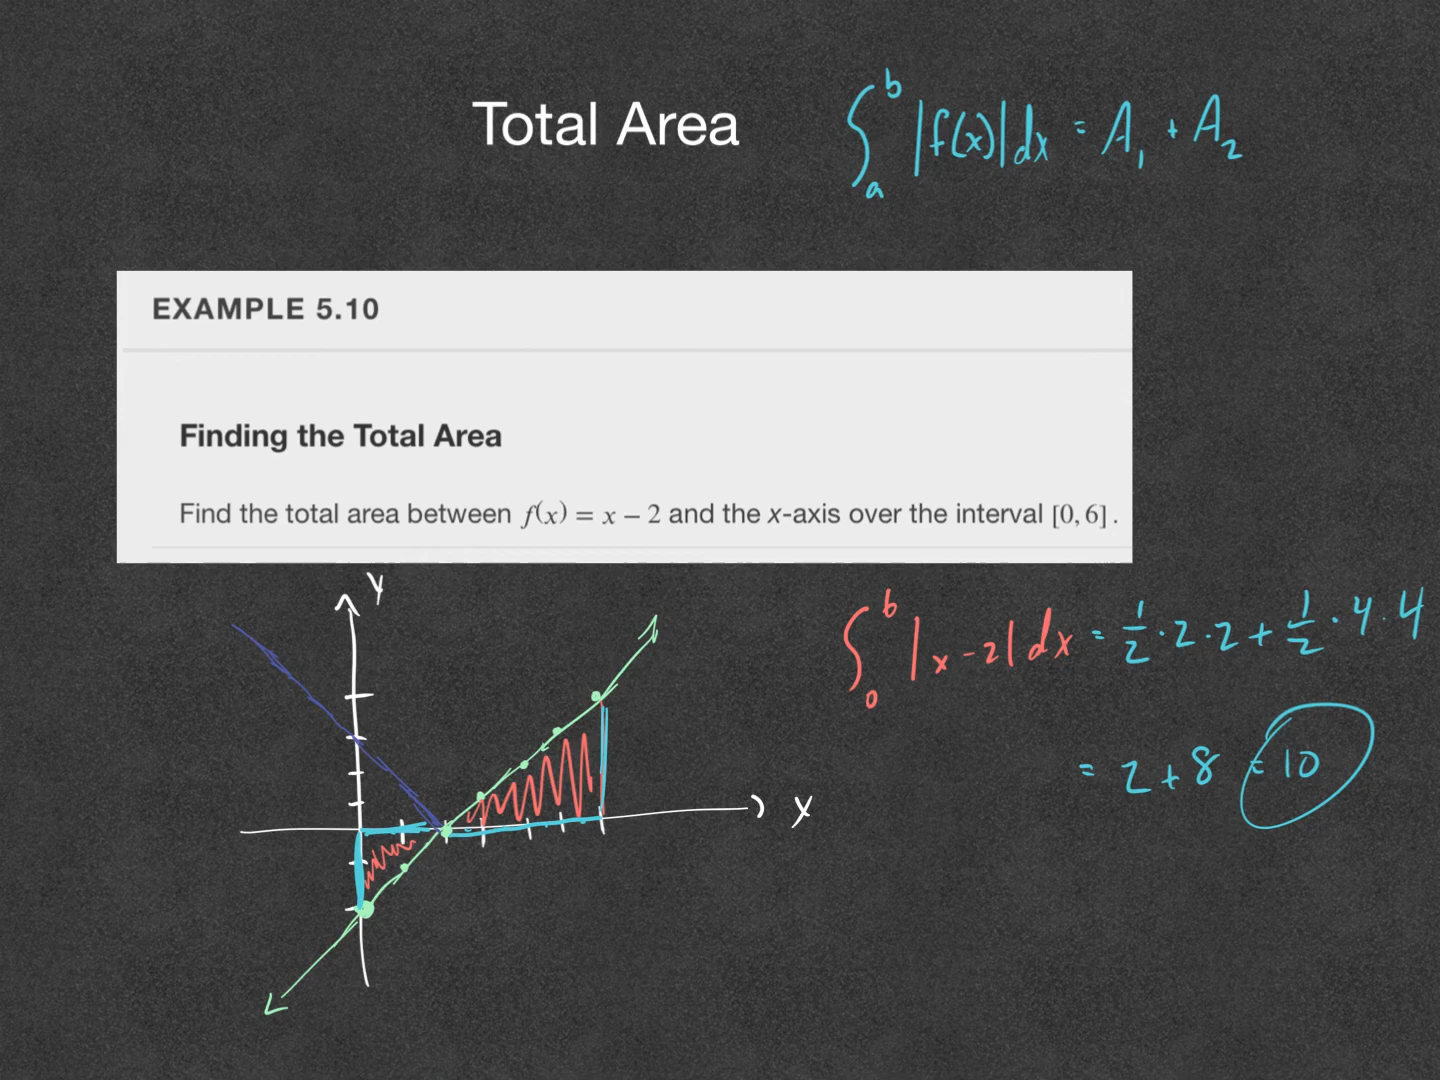 Total Area
∫ₐᵇ |f(x)| dx = A₁ + A₂
EXAMPLE 5.10
Finding the Total Area
Find the total area between f(x) = x – 2 and the x-axis over the interval [0, 6] .
Y
X
∫₀ᵇ |x - 2| dx = 1/2 · 2 · 2 + 1/2 · 4 · 4
= 2 + 8 = 10